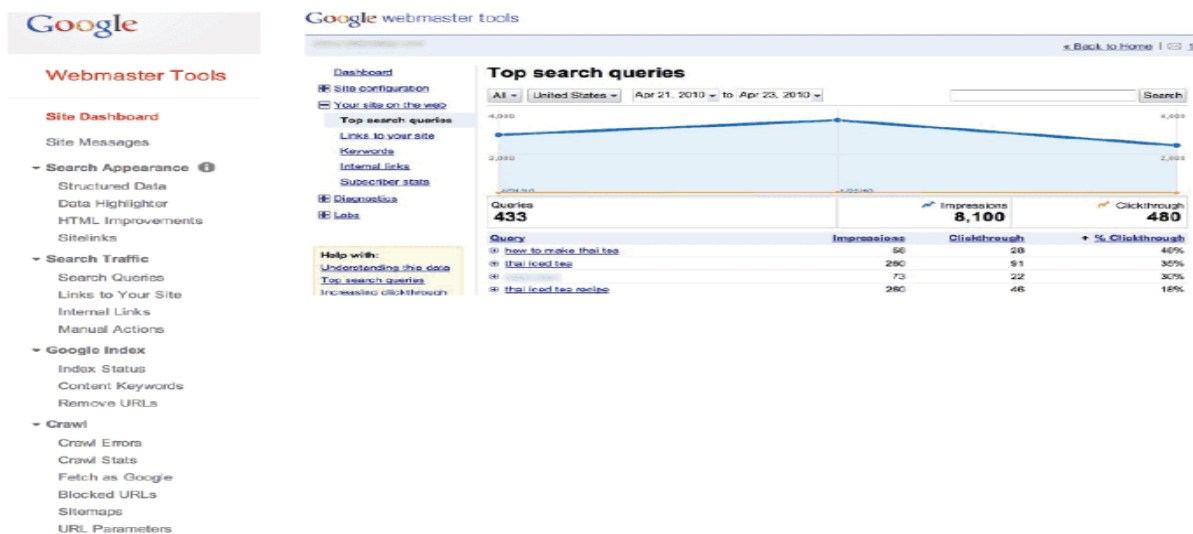 Google
Webmaster Tools
Site Dashboard
Site Messages
Search Appearance
Structured Data
Data Highlighter
HTML Improvements
Sitelinks
Search Traffic
Search Queries
Links to Your Site
Internal Links
Manual Actions
Google Index
Index Status
Content Keywords
Remove URLs
Crawl
Crawl Errors
Crawl Stats
Fetch as Google
Blocked URLs
Sitemaps
URL Parameters
Google webmaster tools
« Back to Home |
Dashboard
Site configuration
Your site on the web
Top search queries
Links to your site
Keywords
Internal links
Subscriber stats
Diagnostics
Labs
Help with:
Understanding this data
Top search queries
Increasing clickthrough
Top search queries
All United States Apr 21, 2010 to Apr 23, 2010 Search
4,000 4,000
2,000 2,000
Queries Impressions Clickthrough
433 8,100 480
Query Impressions Clickthrough % Clickthrough
how to make thai tea 58 28 48%
thai iced tea 260 91 35%
73 22 30%
thai iced tea recipe 260 46 18%